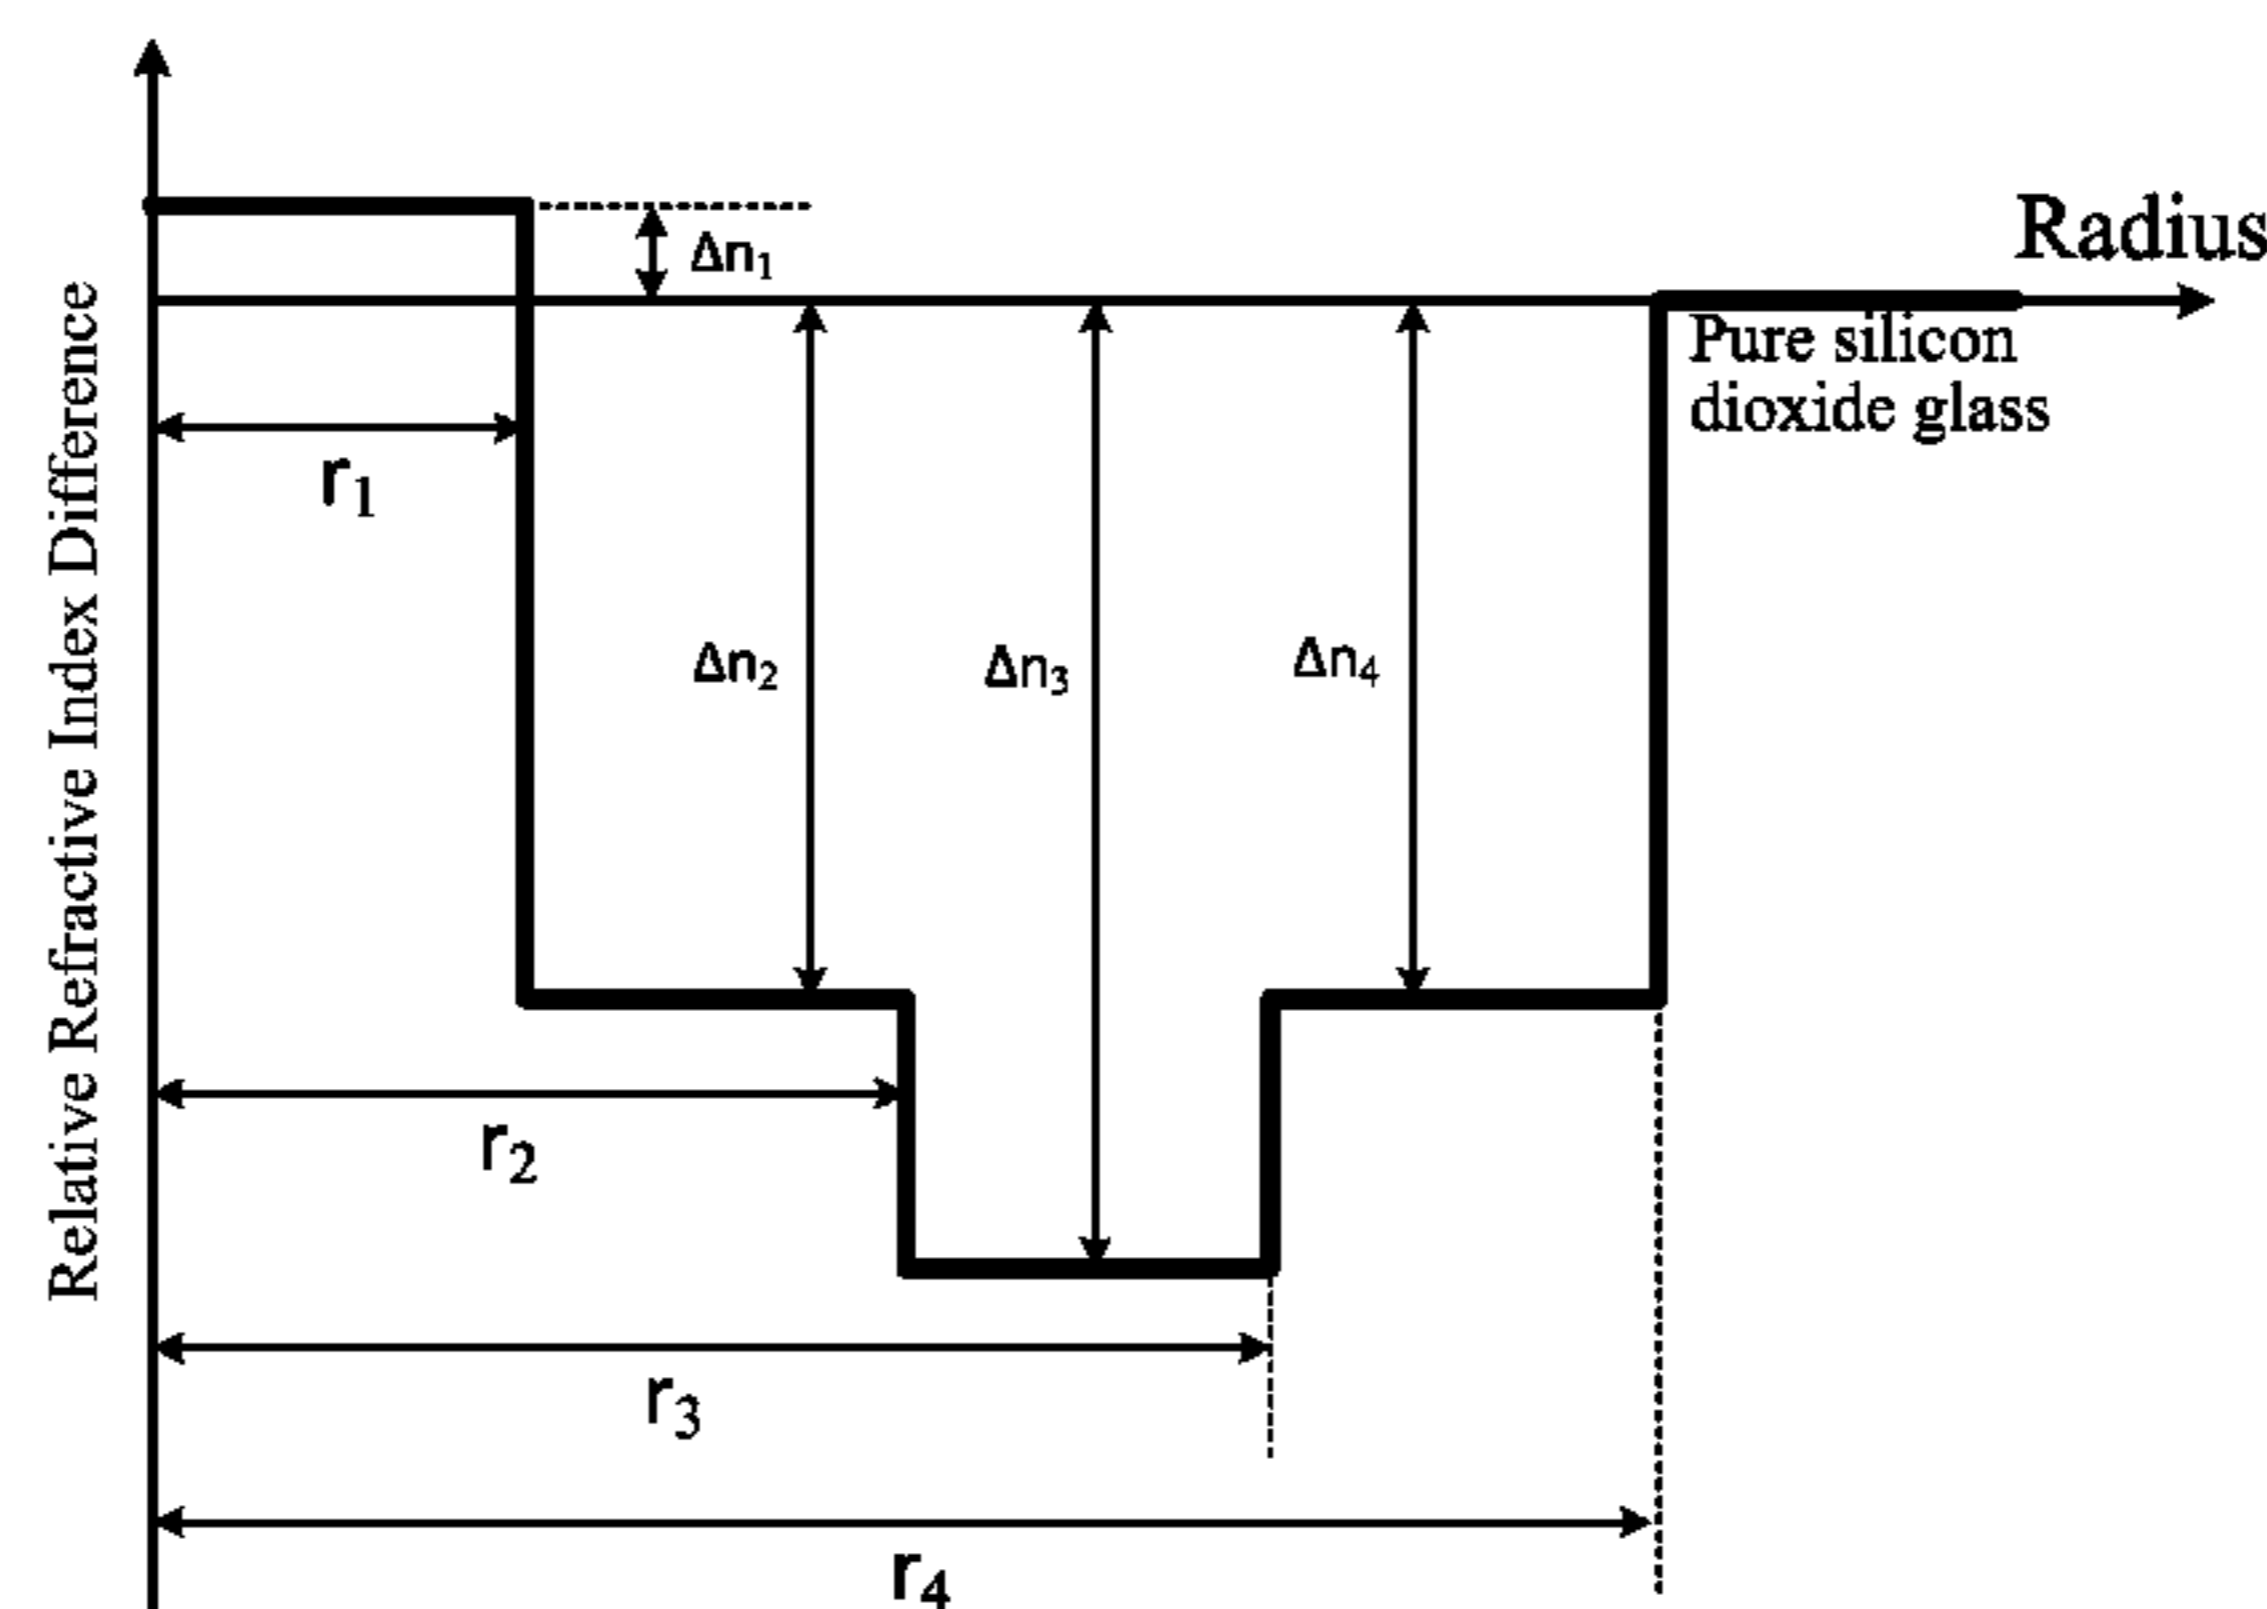 Relative Refractive Index Difference
Radius
Δn₁
Pure silicon
dioxide glass
r₁
Δn₂
Δn₃
Δn₄
r₂
r₃
r₄